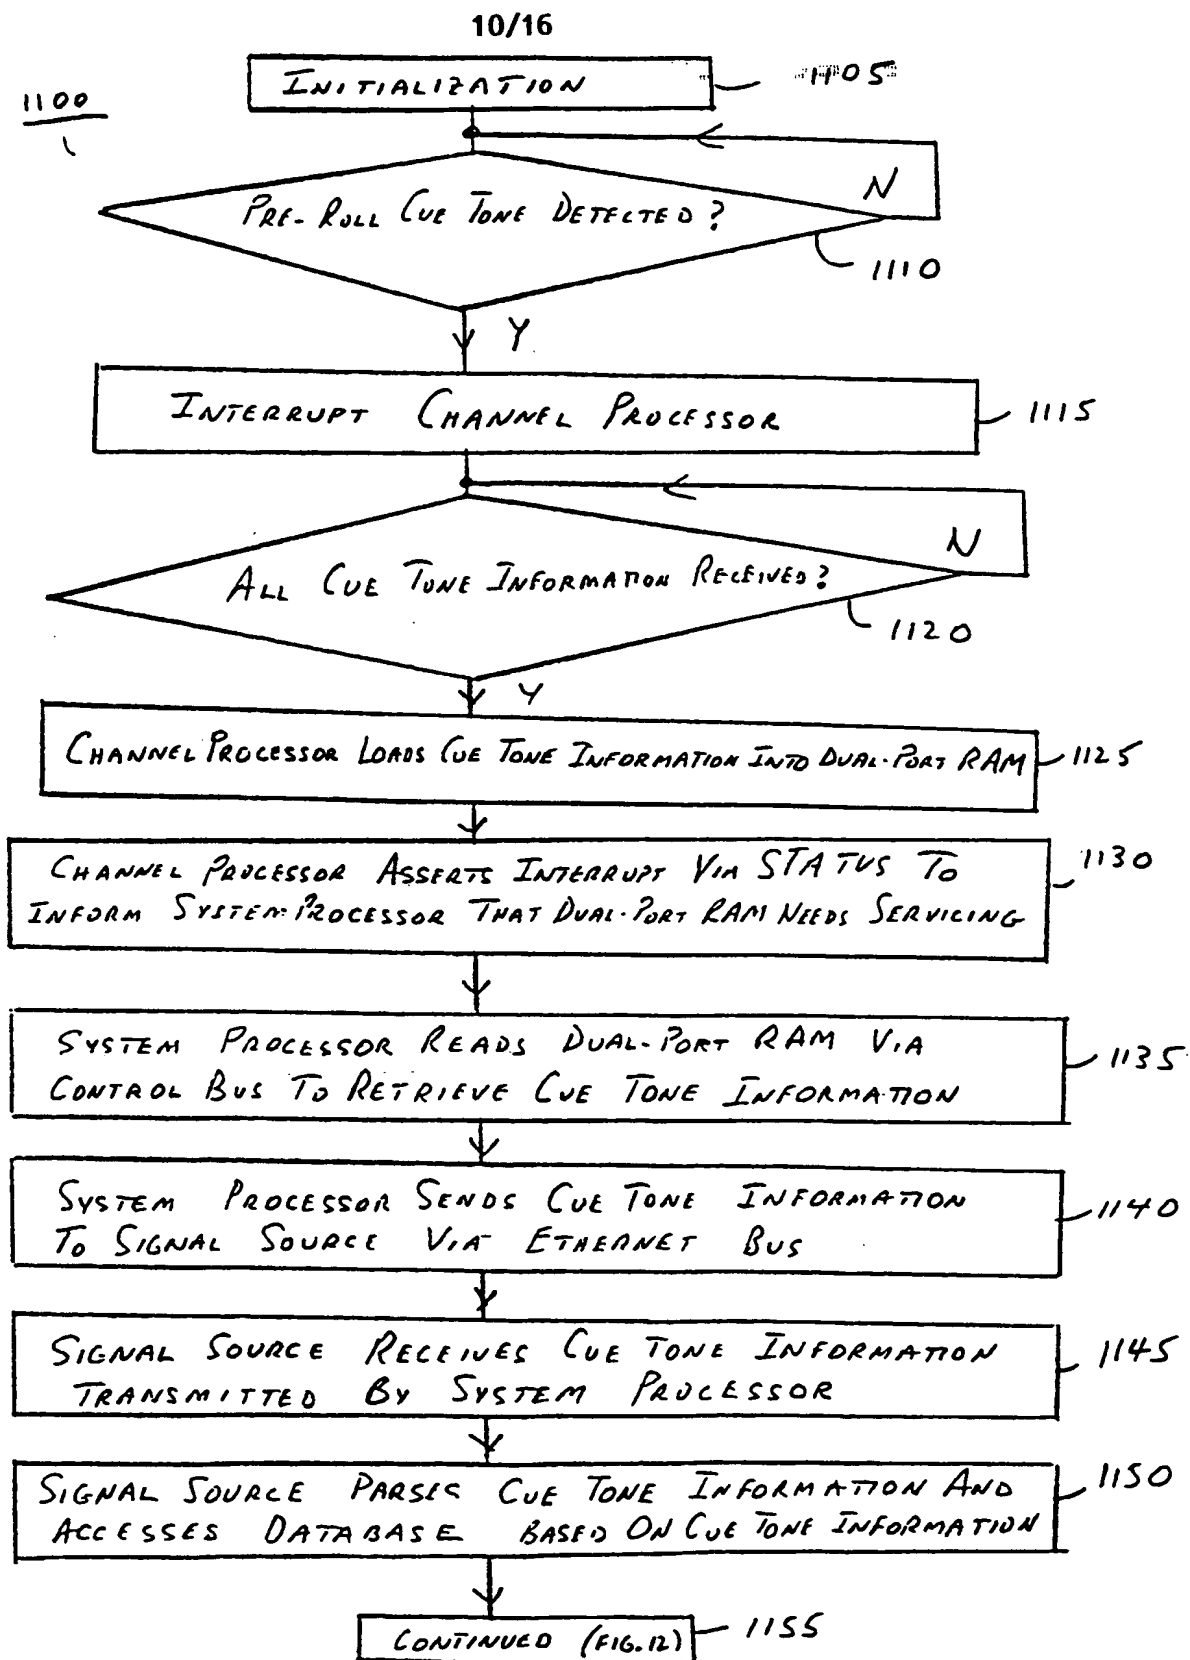 10/16
INITIALIZATION
1105
1100
N
PRE-ROLL CUE TONE DETECTED?
1110
Y
INTERRUPT CHANNEL PROCESSOR
1115
N
ALL CUE TONE INFORMATION RECEIVED?
1120
Y
CHANNEL PROCESSOR LOADS CUE TONE INFORMATION INTO DUAL-PORT RAM
1125
CHANNEL PROCESSOR ASSERTS INTERRUPT VIA STATUS TO
INFORM SYSTEM PROCESSOR THAT DUAL-PORT RAM NEEDS SERVICING
1130
SYSTEM PROCESSOR READS DUAL-PORT RAM VIA
CONTROL BUS TO RETRIEVE CUE TONE INFORMATION
1135
SYSTEM PROCESSOR SENDS CUE TONE INFORMATION
TO SIGNAL SOURCE VIA ETHERNET BUS
1140
SIGNAL SOURCE RECEIVES CUE TONE INFORMATION
TRANSMITTED BY SYSTEM PROCESSOR
1145
SIGNAL SOURCE PARSES CUE TONE INFORMATION AND
ACCESSES DATABASE BASED ON CUE TONE INFORMATION
1150
CONTINUED (FIG.12)
1155